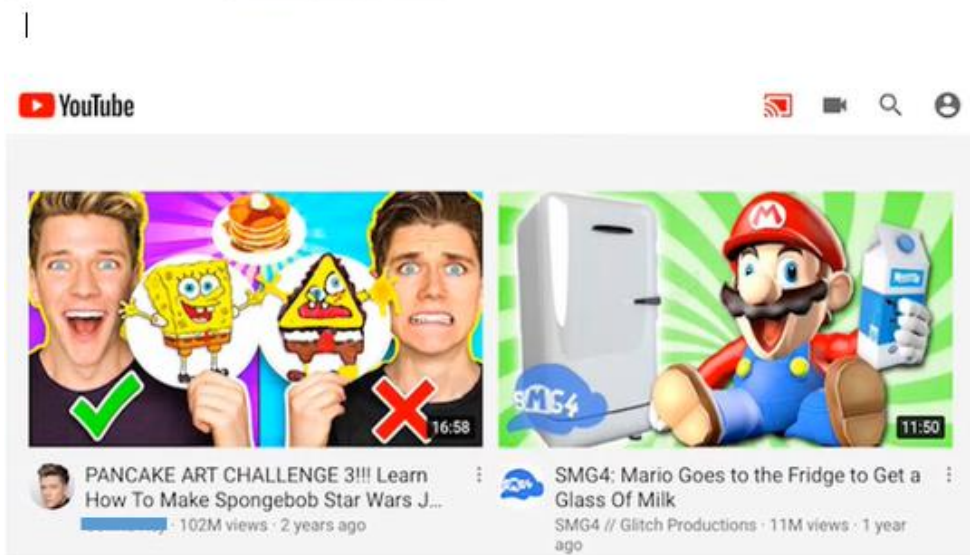 YouTube
M
SMG4
16:58
11:50
PANCAKE ART CHALLENGE 3!!! Learn
How To Make Spongebob Star Wars J...
· 102M views · 2 years ago
SMG4: Mario Goes to the Fridge to Get a
Glass Of Milk
SMG4 // Glitch Productions · 11M views · 1 year
ago